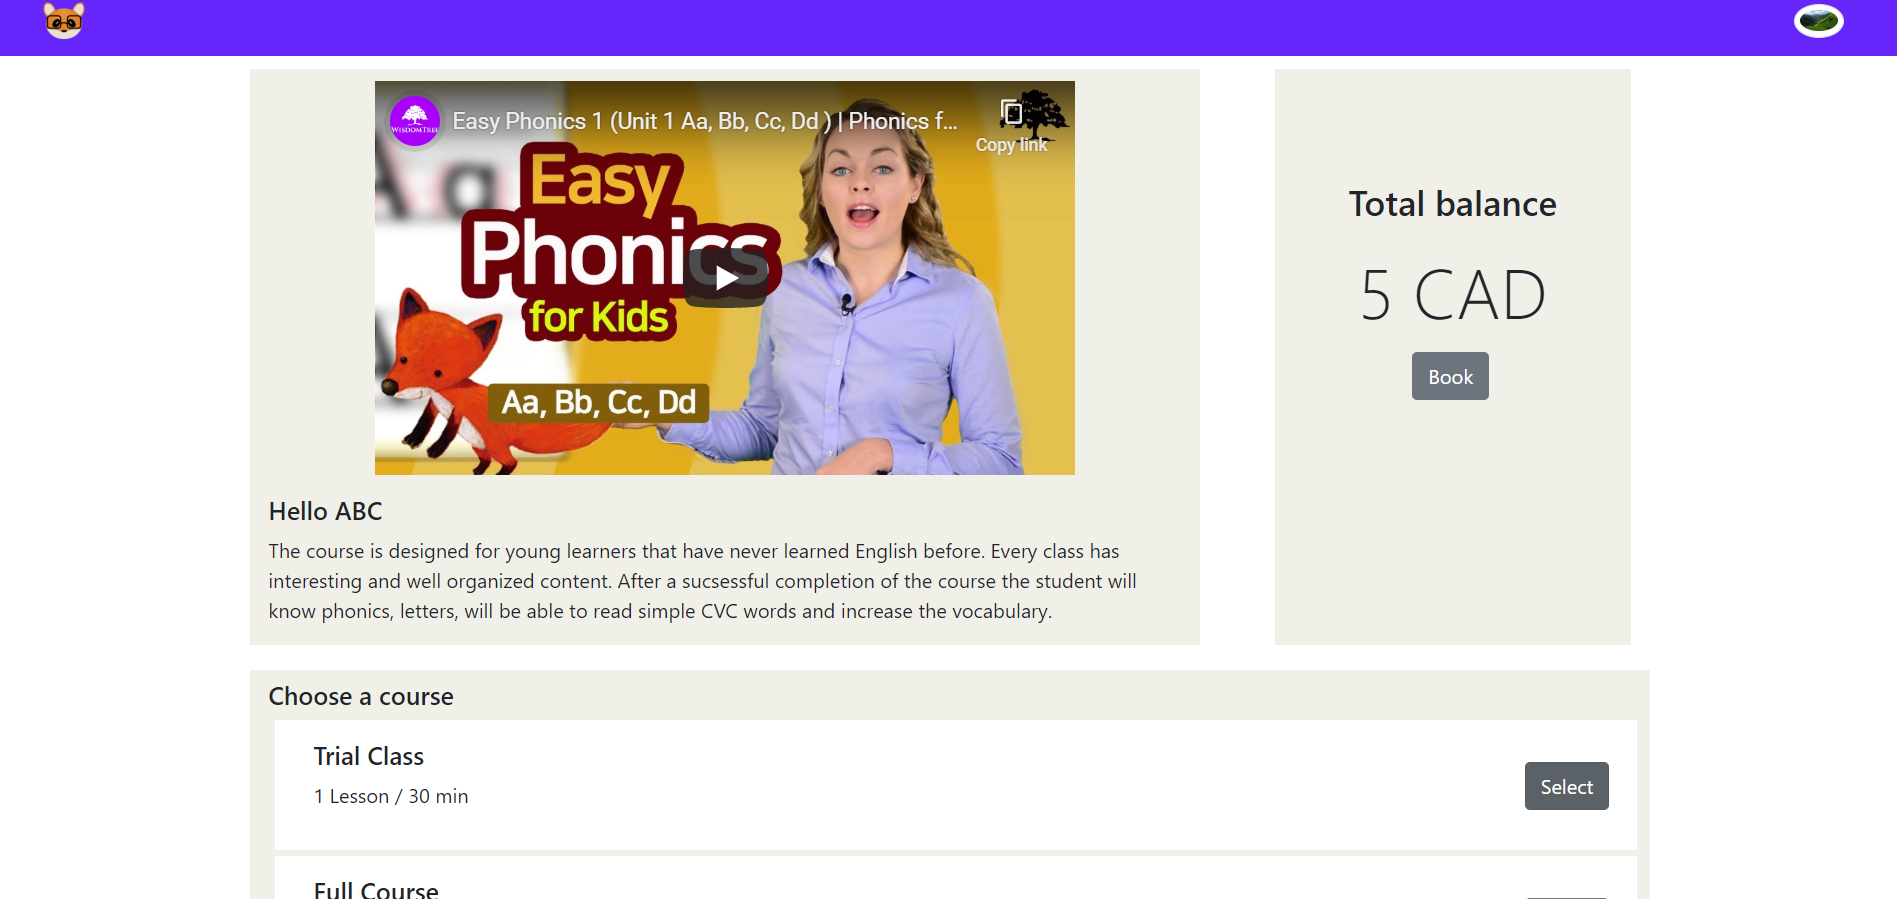 WISDOMTREE
Easy Phonics 1 (Unit 1 Aa, Bb, Cc, Dd ) | Phonics f...
Copy link
Easy
Phonics
for Kids
Aa, Bb, Cc, Dd
Total balance
5 CAD
Book
Hello ABC
The course is designed for young learners that have never learned English before. Every class has
interesting and well organized content. After a sucsessful completion of the course the student will
know phonics, letters, will be able to read simple CVC words and increase the vocabulary.
Choose a course
Trial Class
1 Lesson / 30 min
Select
Full Course